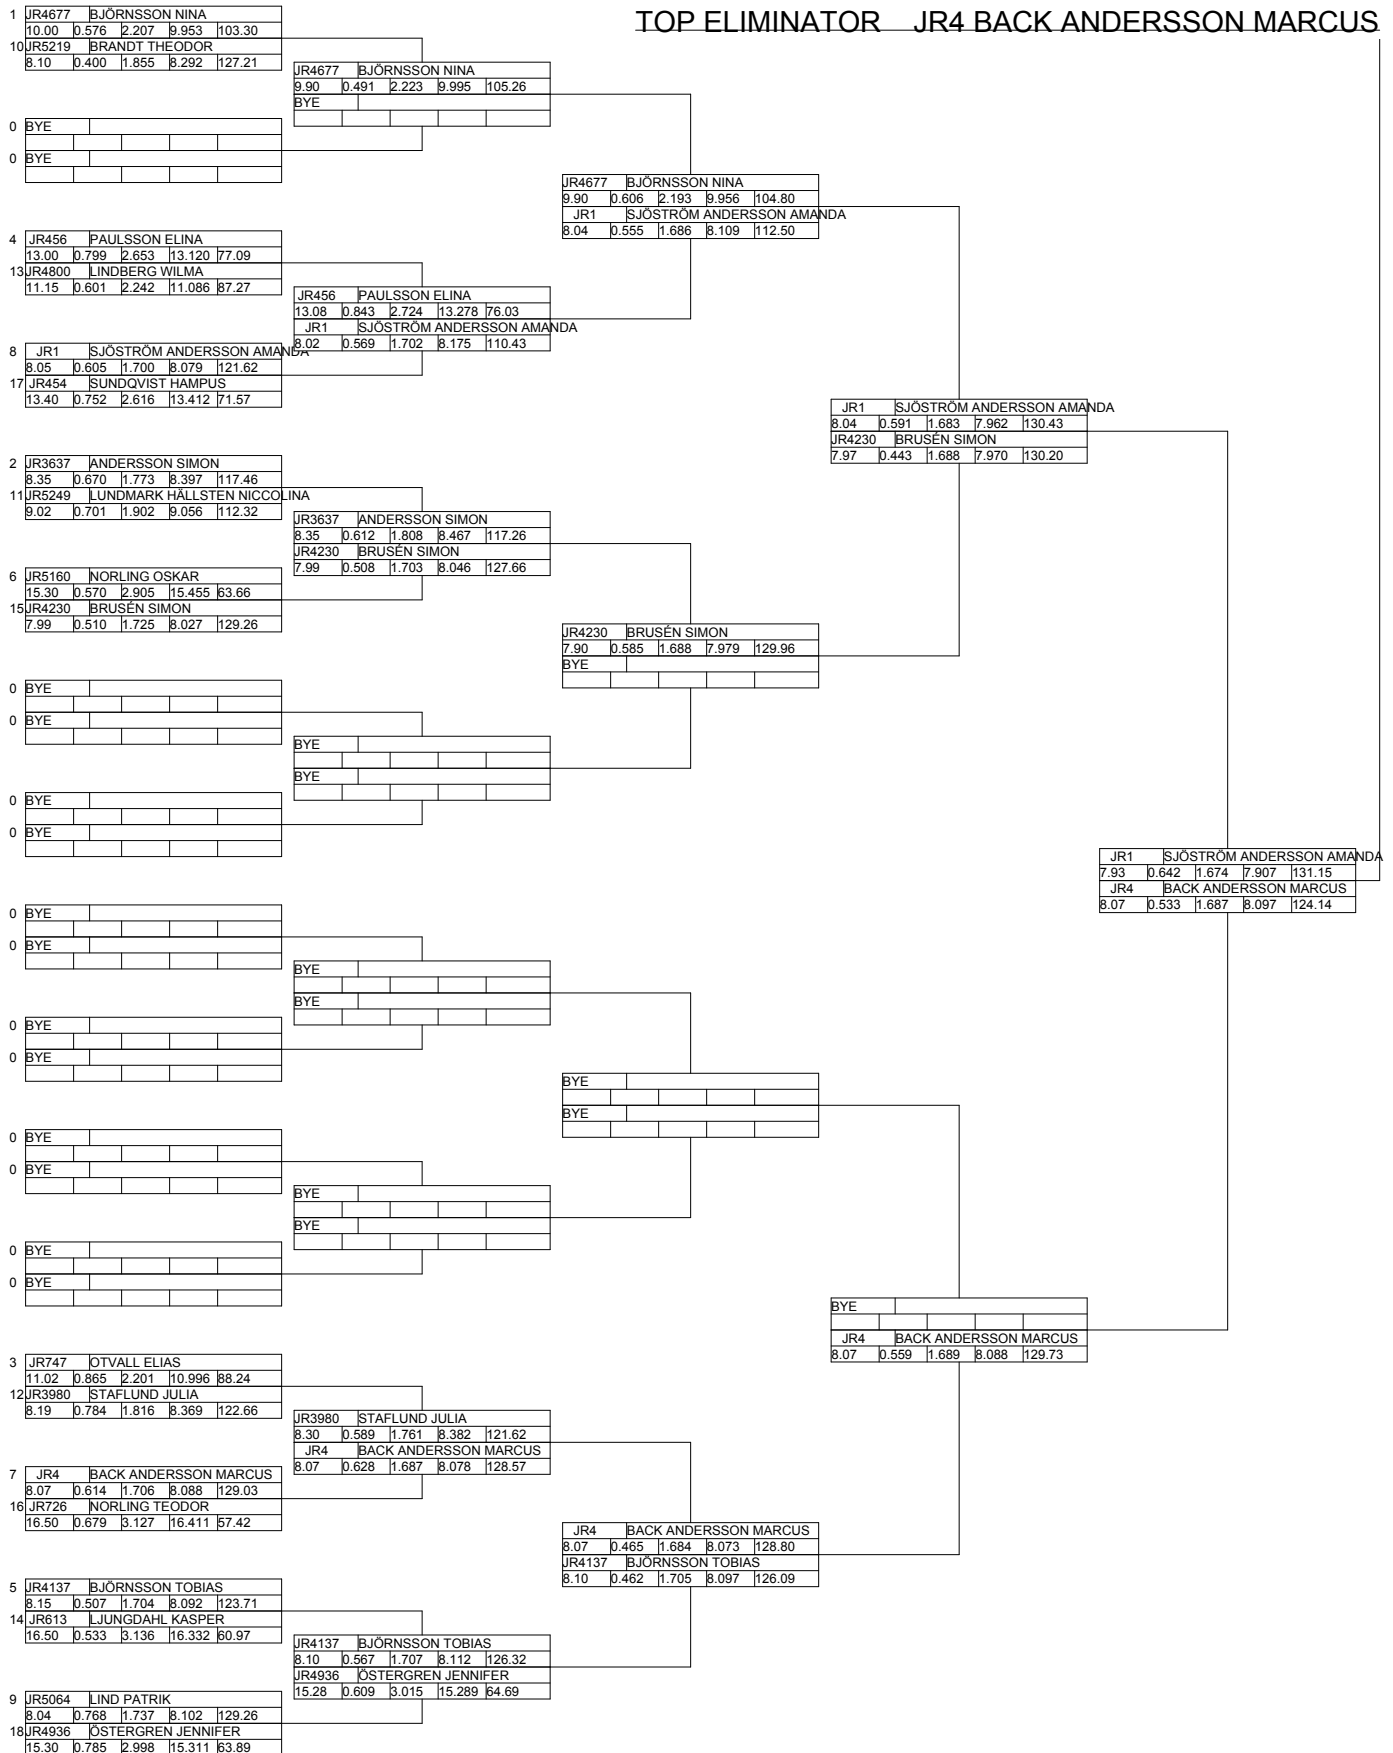 TOP ELIMINATOR JR4 BACK ANDERSSON MARCUS
1 JR4677 BJÖRNSSON NINA
10.00 0.576 2.207 9.953 103.30
10 JR5219 BRANDT THEODOR
8.10 0.400 1.855 8.292 127.21
0 BYE
0 BYE
4 JR456 PAULSSON ELINA
13.00 0.799 2.653 13.120 77.09
13 JR4800 LINDBERG WILMA
11.15 0.601 2.242 11.086 87.27
8 JR1 SJÖSTRÖM ANDERSSON AMANDA
8.05 0.605 1.700 8.079 121.62
17 JR454 SUNDQVIST HAMPUS
13.40 0.752 2.616 13.412 71.57
2 JR3637 ANDERSSON SIMON
8.35 0.670 1.773 8.397 117.46
11 JR5249 LUNDMARK HÄLLSTEN NICCOLINA
9.02 0.701 1.902 9.056 112.32
6 JR5160 NORLING OSKAR
15.30 0.570 2.905 15.455 63.66
15 JR4230 BRUSÉN SIMON
7.99 0.510 1.725 8.027 129.26
0 BYE
0 BYE
0 BYE
0 BYE
0 BYE
0 BYE
0 BYE
0 BYE
0 BYE
0 BYE
0 BYE
0 BYE
3 JR747 OTVALL ELIAS
11.02 0.865 2.201 10.996 88.24
12 JR3980 STAFLUND JULIA
8.19 0.784 1.816 8.369 122.66
7 JR4 BACK ANDERSSON MARCUS
8.07 0.614 1.706 8.088 129.03
16 JR726 NORLING TEODOR
16.50 0.679 3.127 16.411 57.42
5 JR4137 BJÖRNSSON TOBIAS
8.15 0.507 1.704 8.092 123.71
14 JR613 LJUNGDAHL KASPER
16.50 0.533 3.136 16.332 60.97
9 JR5064 LIND PATRIK
8.04 0.768 1.737 8.102 129.26
18 JR4936 ÖSTERGREN JENNIFER
15.30 0.785 2.998 15.311 63.89
JR4677 BJÖRNSSON NINA
9.90 0.491 2.223 9.995 105.26
BYE
JR456 PAULSSON ELINA
13.08 0.843 2.724 13.278 76.03
JR1 SJÖSTRÖM ANDERSSON AMANDA
8.02 0.569 1.702 8.175 110.43
JR3637 ANDERSSON SIMON
8.35 0.612 1.808 8.467 117.26
JR4230 BRUSÉN SIMON
7.99 0.508 1.703 8.046 127.66
BYE
BYE
BYE
BYE
BYE
BYE
JR3980 STAFLUND JULIA
8.30 0.589 1.761 8.382 121.62
JR4 BACK ANDERSSON MARCUS
8.07 0.628 1.687 8.078 128.57
JR4137 BJÖRNSSON TOBIAS
8.10 0.567 1.707 8.112 126.32
JR4936 ÖSTERGREN JENNIFER
15.28 0.609 3.015 15.289 64.69
JR4677 BJÖRNSSON NINA
9.90 0.606 2.193 9.956 104.80
JR1 SJÖSTRÖM ANDERSSON AMANDA
8.04 0.555 1.686 8.109 112.50
JR4230 BRUSÉN SIMON
7.90 0.585 1.688 7.979 129.96
BYE
BYE
BYE
JR4 BACK ANDERSSON MARCUS
8.07 0.465 1.684 8.073 128.80
JR4137 BJÖRNSSON TOBIAS
8.10 0.462 1.705 8.097 126.09
JR1 SJÖSTRÖM ANDERSSON AMANDA
8.04 0.591 1.683 7.962 130.43
JR4230 BRUSÉN SIMON
7.97 0.443 1.688 7.970 130.20
BYE
JR4 BACK ANDERSSON MARCUS
8.07 0.559 1.689 8.088 129.73
JR1 SJÖSTRÖM ANDERSSON AMANDA
7.93 0.642 1.674 7.907 131.15
JR4 BACK ANDERSSON MARCUS
8.07 0.533 1.687 8.097 124.14